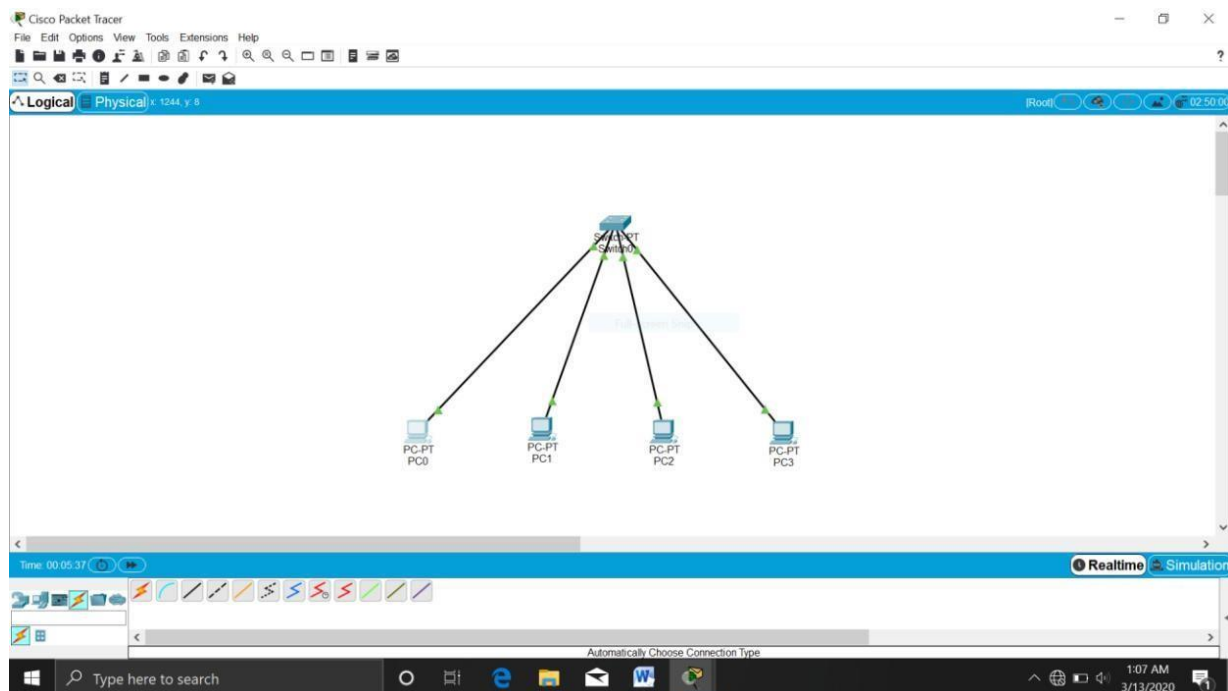 Cisco Packet Tracer
File Edit Options View Tools Extensions Help
?
Logical Physical x: 1244, y: 8 [Root] 02:50:00
Switch-PT
Switch0
PC-PT
PC0
PC-PT
PC1
PC-PT
PC2
PC-PT
PC3
Time: 00:05:37 Realtime Simulation
Automatically Choose Connection Type
Type here to search
1:07 AM
3/13/2020